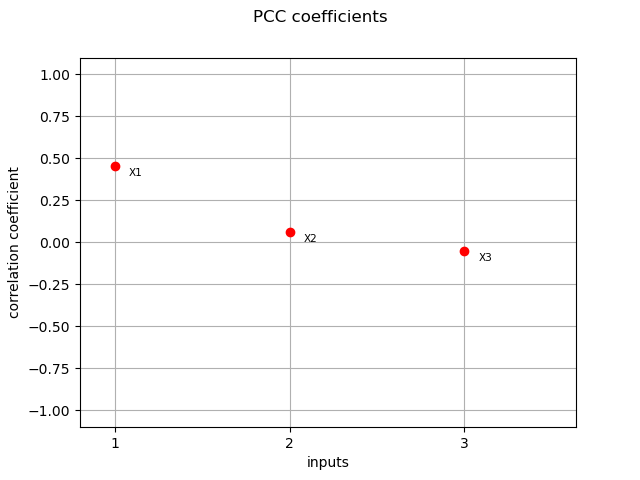 PCC coefficients
1.00
0.75
0.50
0.25
0.00
−0.25
−0.50
−0.75
−1.00
correlation coefficient
X1
X2
X3
1 2 3
inputs